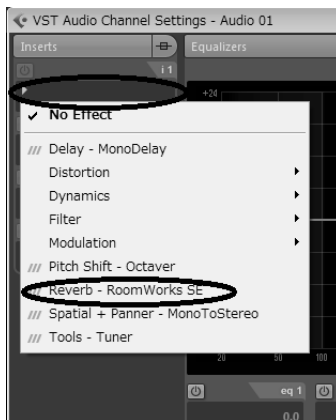 VST Audio Channel Settings - Audio 01
Inserts
Equalizers
i 1
+24
No Effect
Delay - MonoDelay
Distortion
Dynamics
Filter
Modulation
Pitch Shift - Octaver
Reverb - RoomWorks SE
Spatial + Panner - MonoToStereo
Tools - Tuner
20 50 100
eq 1
0.0